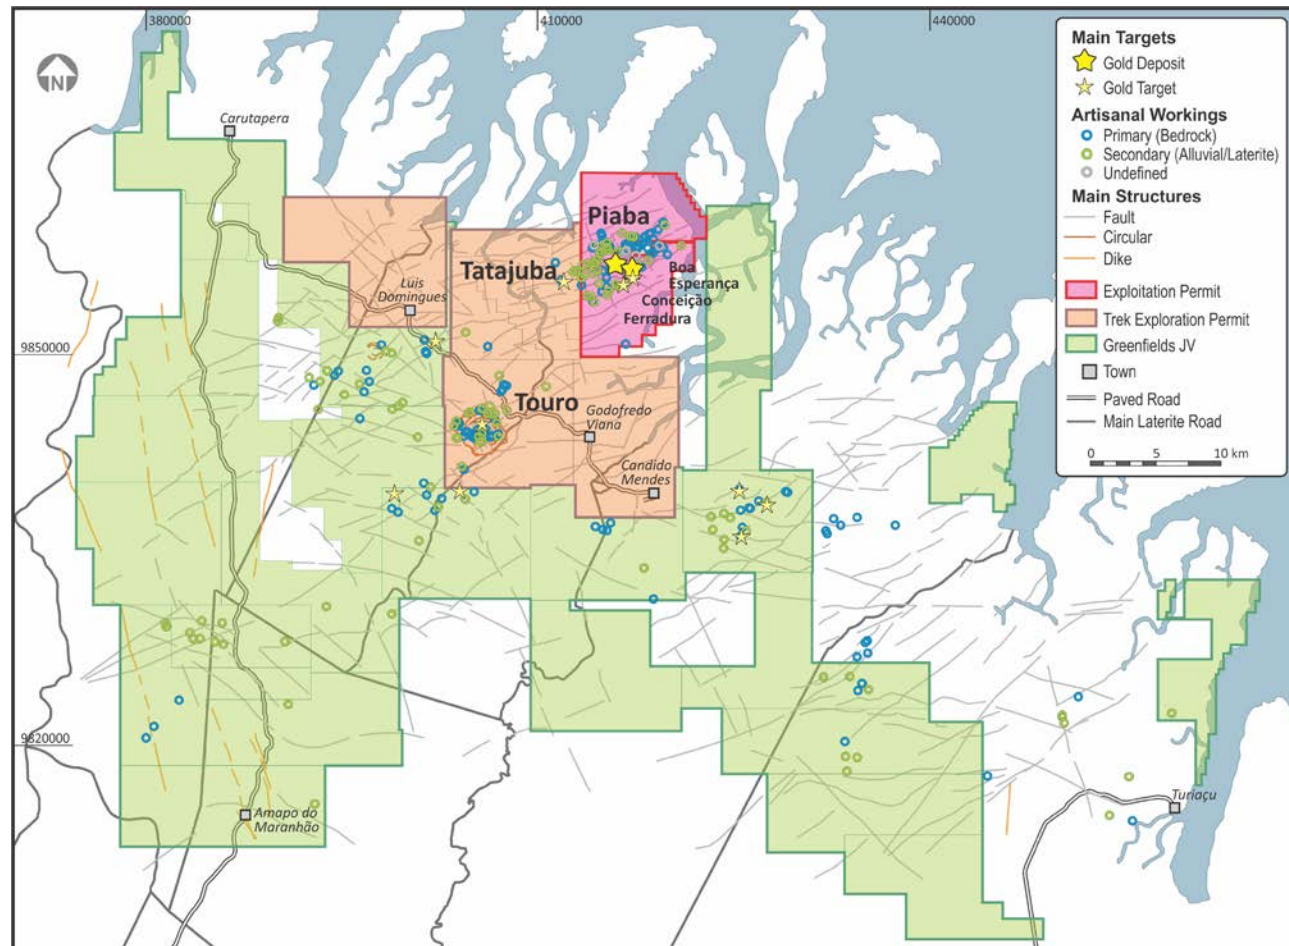 380000
410000
440000
N
Carutapera
Piaba
Tatajuba
Boa
Esperança
Conceição
Ferradura
Luis
Domingues
9850000
Touro
Godofredo
Viana
Candido
Mendes
9820000
Amapo do
Maranhão
Turiaçu
Main Targets
Gold Deposit
Gold Target
Artisanal Workings
Primary (Bedrock)
Secondary (Alluvial/Laterite)
Undefined
Main Structures
Fault
Circular
Dike
Exploitation Permit
Trek Exploration Permit
Greenfields JV
Town
Paved Road
Main Laterite Road
0 5 10 km